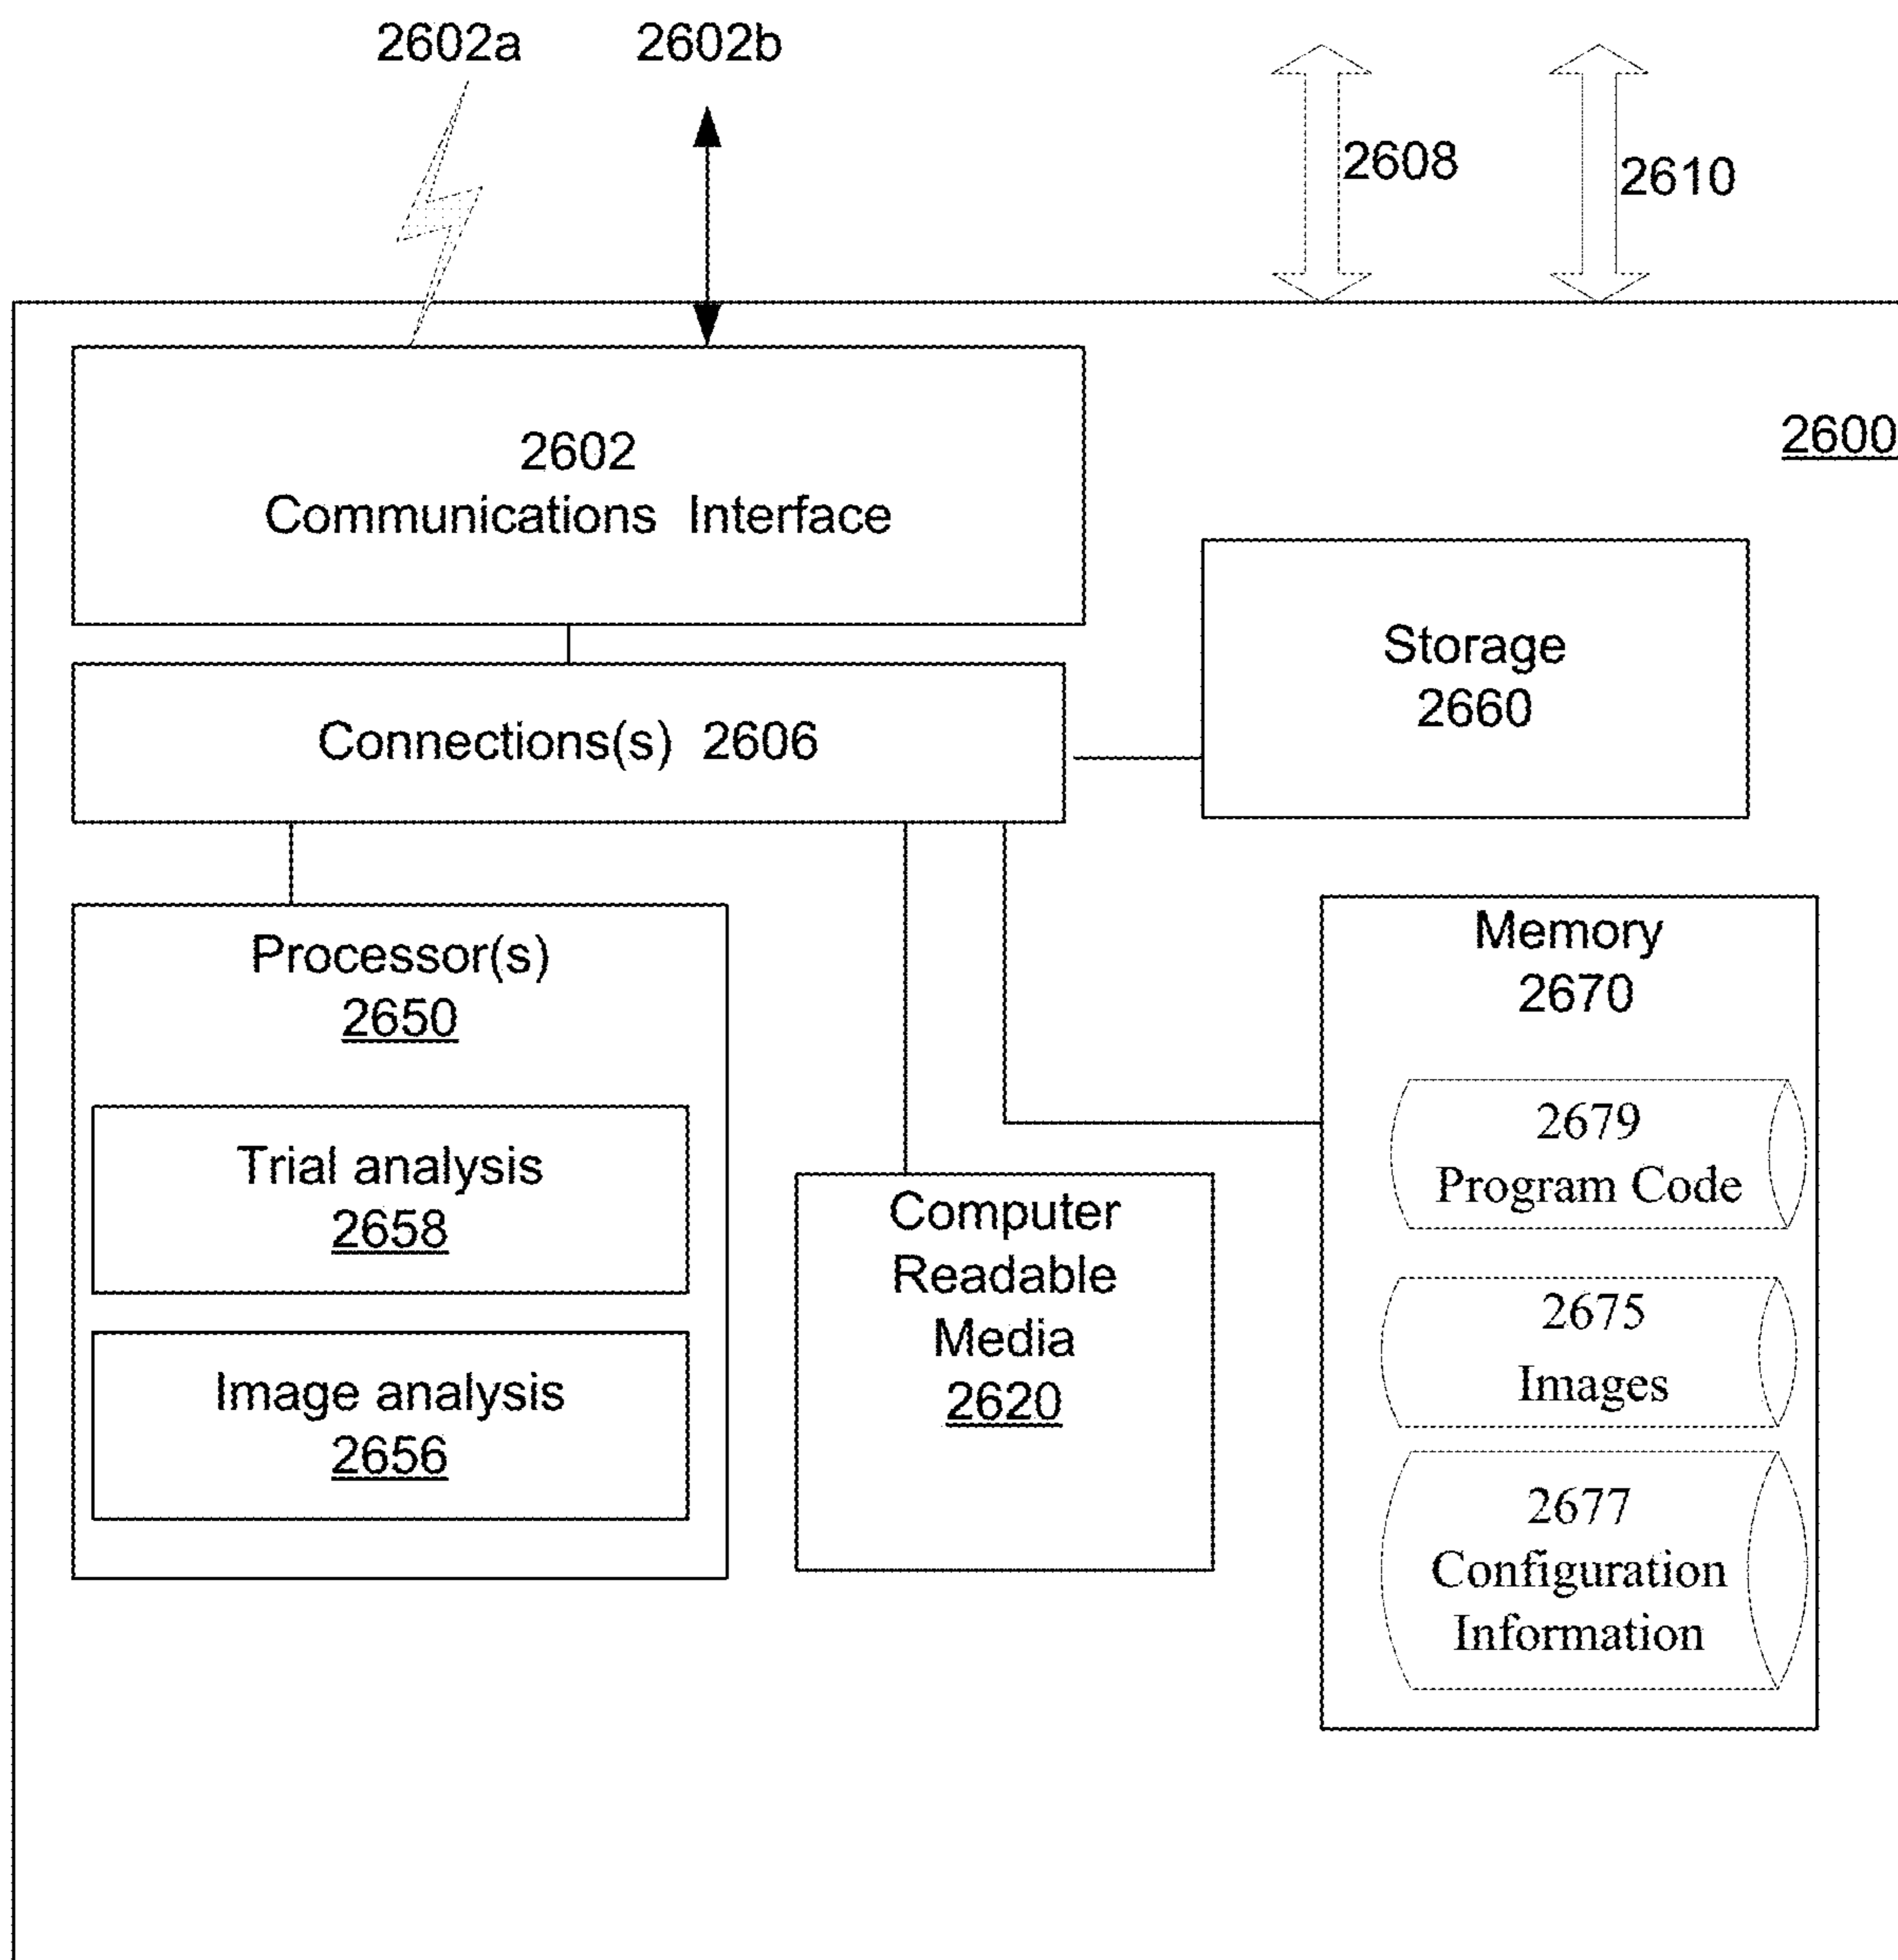 2602a
2602b
2608
2610
2600
2602
Communications Interface
Storage
2660
Connections(s) 2606
Processor(s)
2650
Trial analysis
2658
Image analysis
2656
Computer
Readable
Media
2620
Memory
2670
2679
Program Code
2675
Images
2677
Configuration
Information